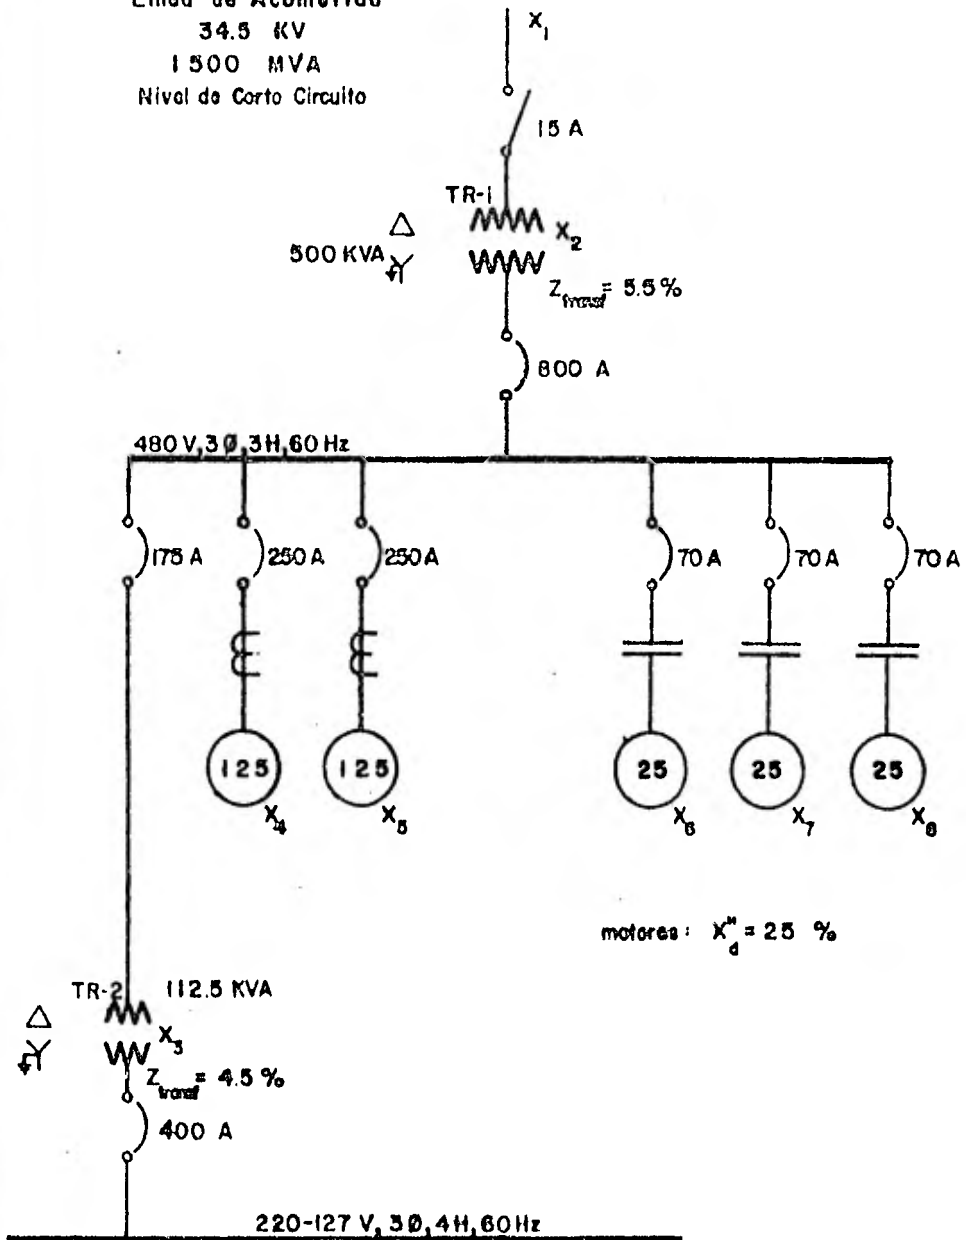 Línea de Acometida
34.5 KV
1500 MVA
Nivel de Corto Circuito
X1
15 A
TR-1
X2
500 KVA
Ztransf = 5.5 %
800 A
480 V, 3Ø, 3H, 60 Hz
175 A
250 A
250 A
70 A
70 A
70 A
125
125
25
25
25
X4
X5
X6
X7
X8
motores: X"d = 25 %
TR-2
112.5 KVA
X3
Ztransf = 4.5 %
400 A
220-127 V, 3Ø, 4H, 60 Hz